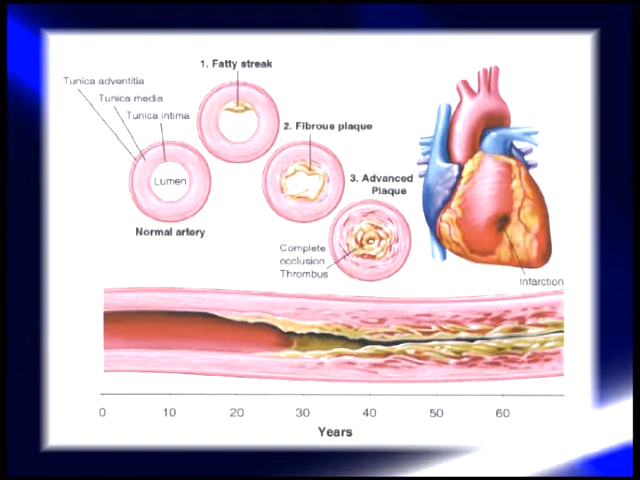 1. Fatty streak
Tunica adventitia
Tunica media
Tunica intima
2. Fibrous plaque
Lumen
3. Advanced
Plaque
Normal artery
Complete
occlusion
Thrombus
Infarction
0 10 20 30 40 50 60
Years